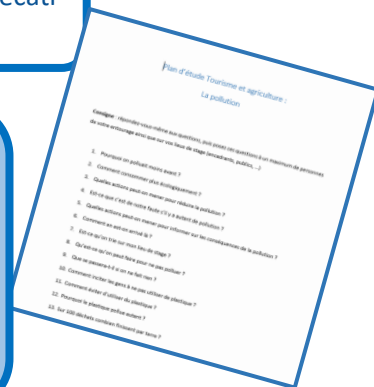 ecati
Plan d'étude Tourisme et agriculture :
La pollution
Consigne : répondez vous-même aux questions, puis posez ces questions à un maximum de personnes
de votre entourage ainsi que sur vos lieux de stage (encadrants, publics, ...)
1. Pourquoi on polluait moins avant ?
2. Comment consommer plus écologiquement ?
3. Quelles actions peut-on mener pour réduire la pollution ?
4. Est-ce que c'est de notre faute s'il y a autant de pollution ?
5. Quelles actions peut-on mener pour informer sur les conséquences de la pollution ?
6. Comment en est-on arrivé là ?
7. Est-ce qu'on trie sur mon lieu de stage ?
8. Qu'est-ce qu'on peut faire pour ne pas polluer ?
9. Que se passera-t-il si on ne fait rien ?
10. Comment inciter les gens à ne pas utiliser de plastique ?
11. Comment éviter d'utiliser du plastique ?
12. Pourquoi le plastique pollue autant ?
13. Sur 100 déchets combien finissent par terre ?